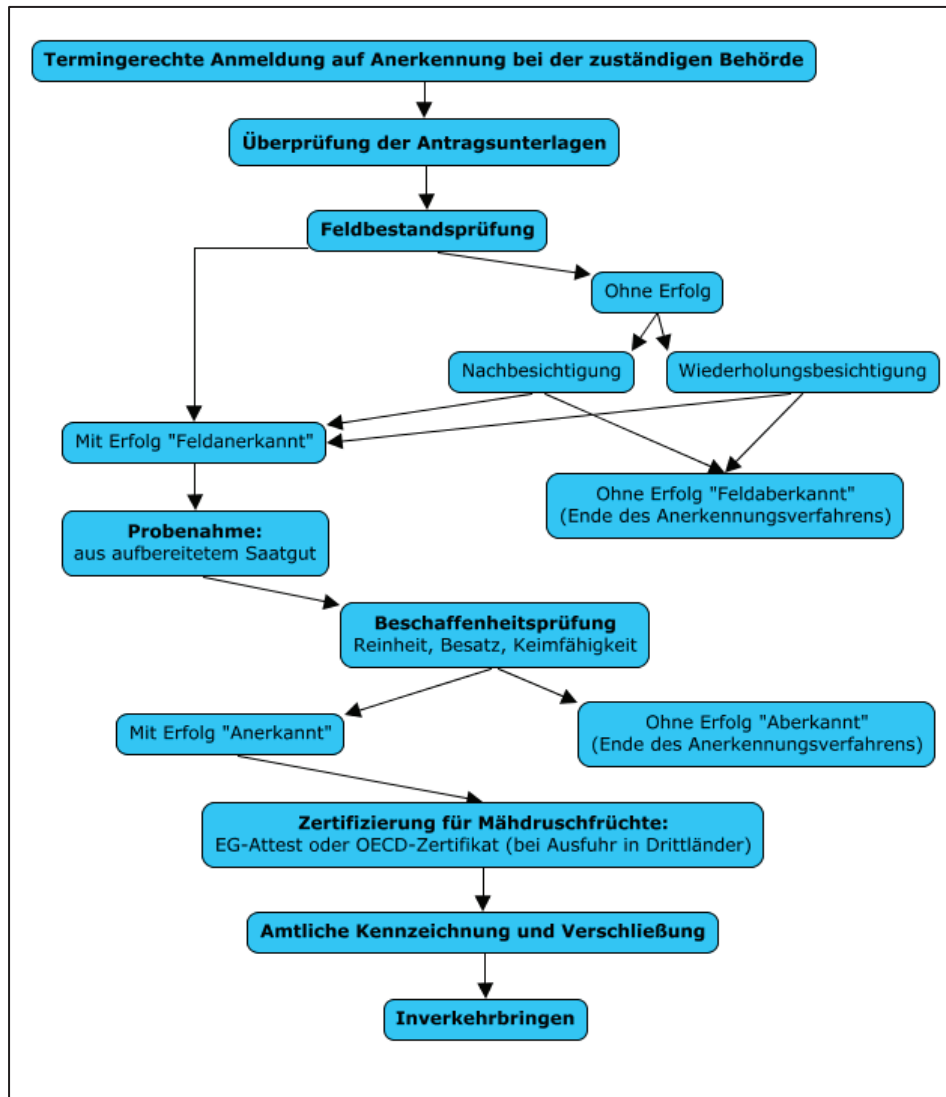 Termingerechte Anmeldung auf Anerkennung bei der zuständigen Behörde
Überprüfung der Antragsunterlagen
Feldbestandsprüfung
Ohne Erfolg
Nachbesichtigung
Wiederholungsbesichtigung
Mit Erfolg "Feldanerkannt"
Ohne Erfolg "Feldaberkannt"
(Ende des Anerkennungsverfahrens)
Probenahme:
aus aufbereitetem Saatgut
Beschaffenheitsprüfung
Reinheit, Besatz, Keimfähigkeit
Mit Erfolg "Anerkannt"
Ohne Erfolg "Aberkannt"
(Ende des Anerkennungsverfahrens)
Zertifizierung für Mähdruschfrüchte:
EG-Attest oder OECD-Zertifikat (bei Ausfuhr in Drittländer)
Amtliche Kennzeichnung und Verschließung
Inverkehrbringen